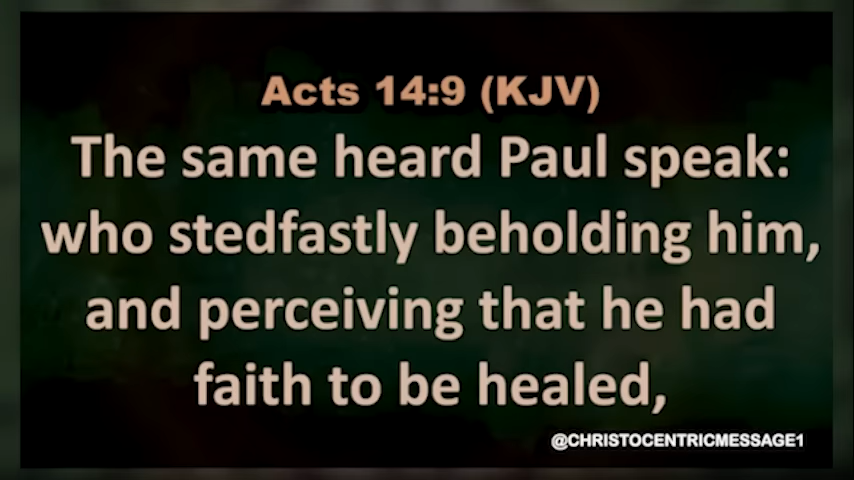 Acts 14:9 (KJV)
The same heard Paul speak:
who stedfastly beholding him,
and perceiving that he had
faith to be healed,
@CHRISTOCENTRICMESSAGE1